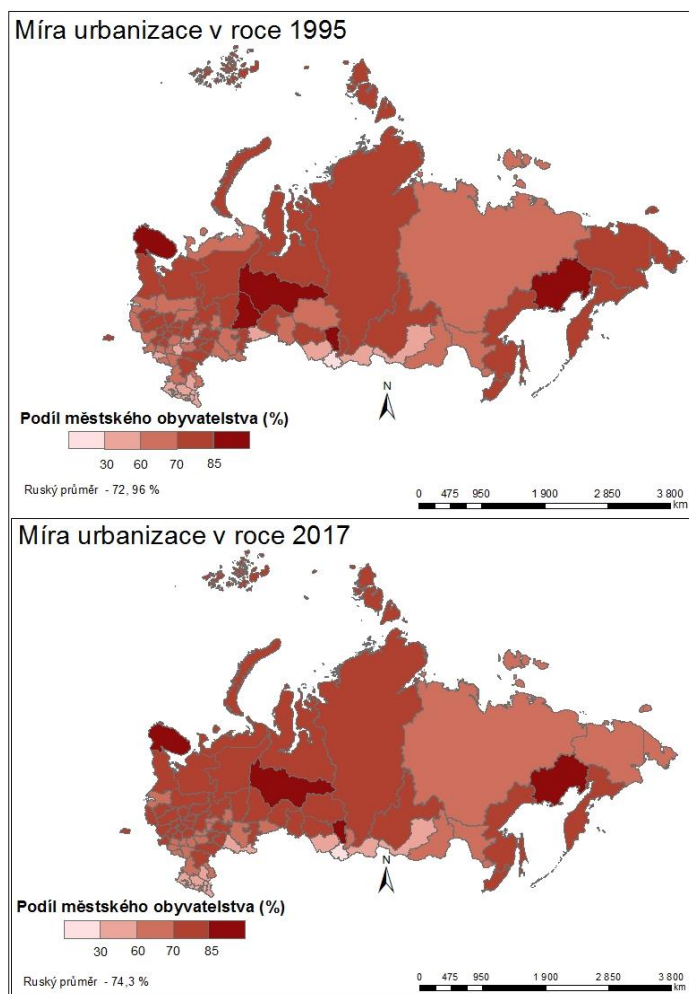 Míra urbanizace v roce 1995
N
Podíl městského obyvatelstva (%)
30 60 70 85
Ruský průměr - 72, 96 %
0 475 950 1 900 2 850 3 800
km
Míra urbanizace v roce 2017
N
Podíl městského obyvatelstva (%)
30 60 70 85
Ruský průměr - 74,3 %
0 475 950 1 900 2 850 3 800
km